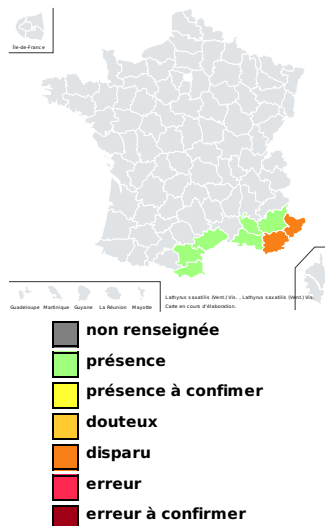 Île-de-France
Guadeloupe Martinique Guyane La Réunion Mayotte
Lathyrus saxatilis (Vent.) Vis. , Lathyrus saxatilis (Vent.) Vis.
Carte en cours d'élaboration.
non renseignée
présence
présence à confimer
douteux
disparu
erreur
erreur à confirmer